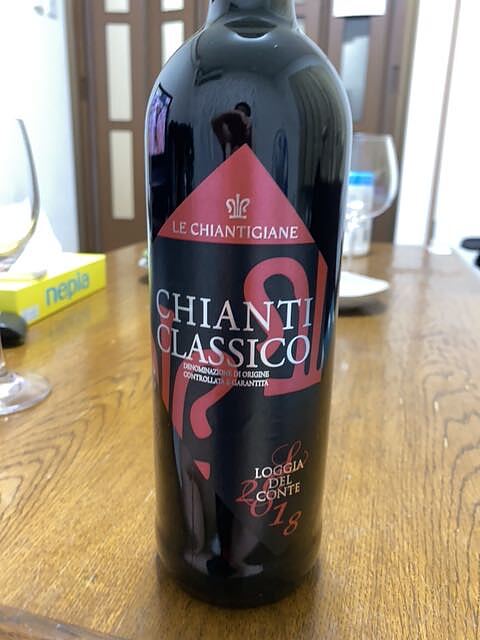 LE CHIANTIGIANE
CHIANTI
CLASSICO
DENOMINAZIONE DI ORIGINE
CONTROLLATA E GARANTITA
LOGGIA
DEL
CONTE
2018
nepia